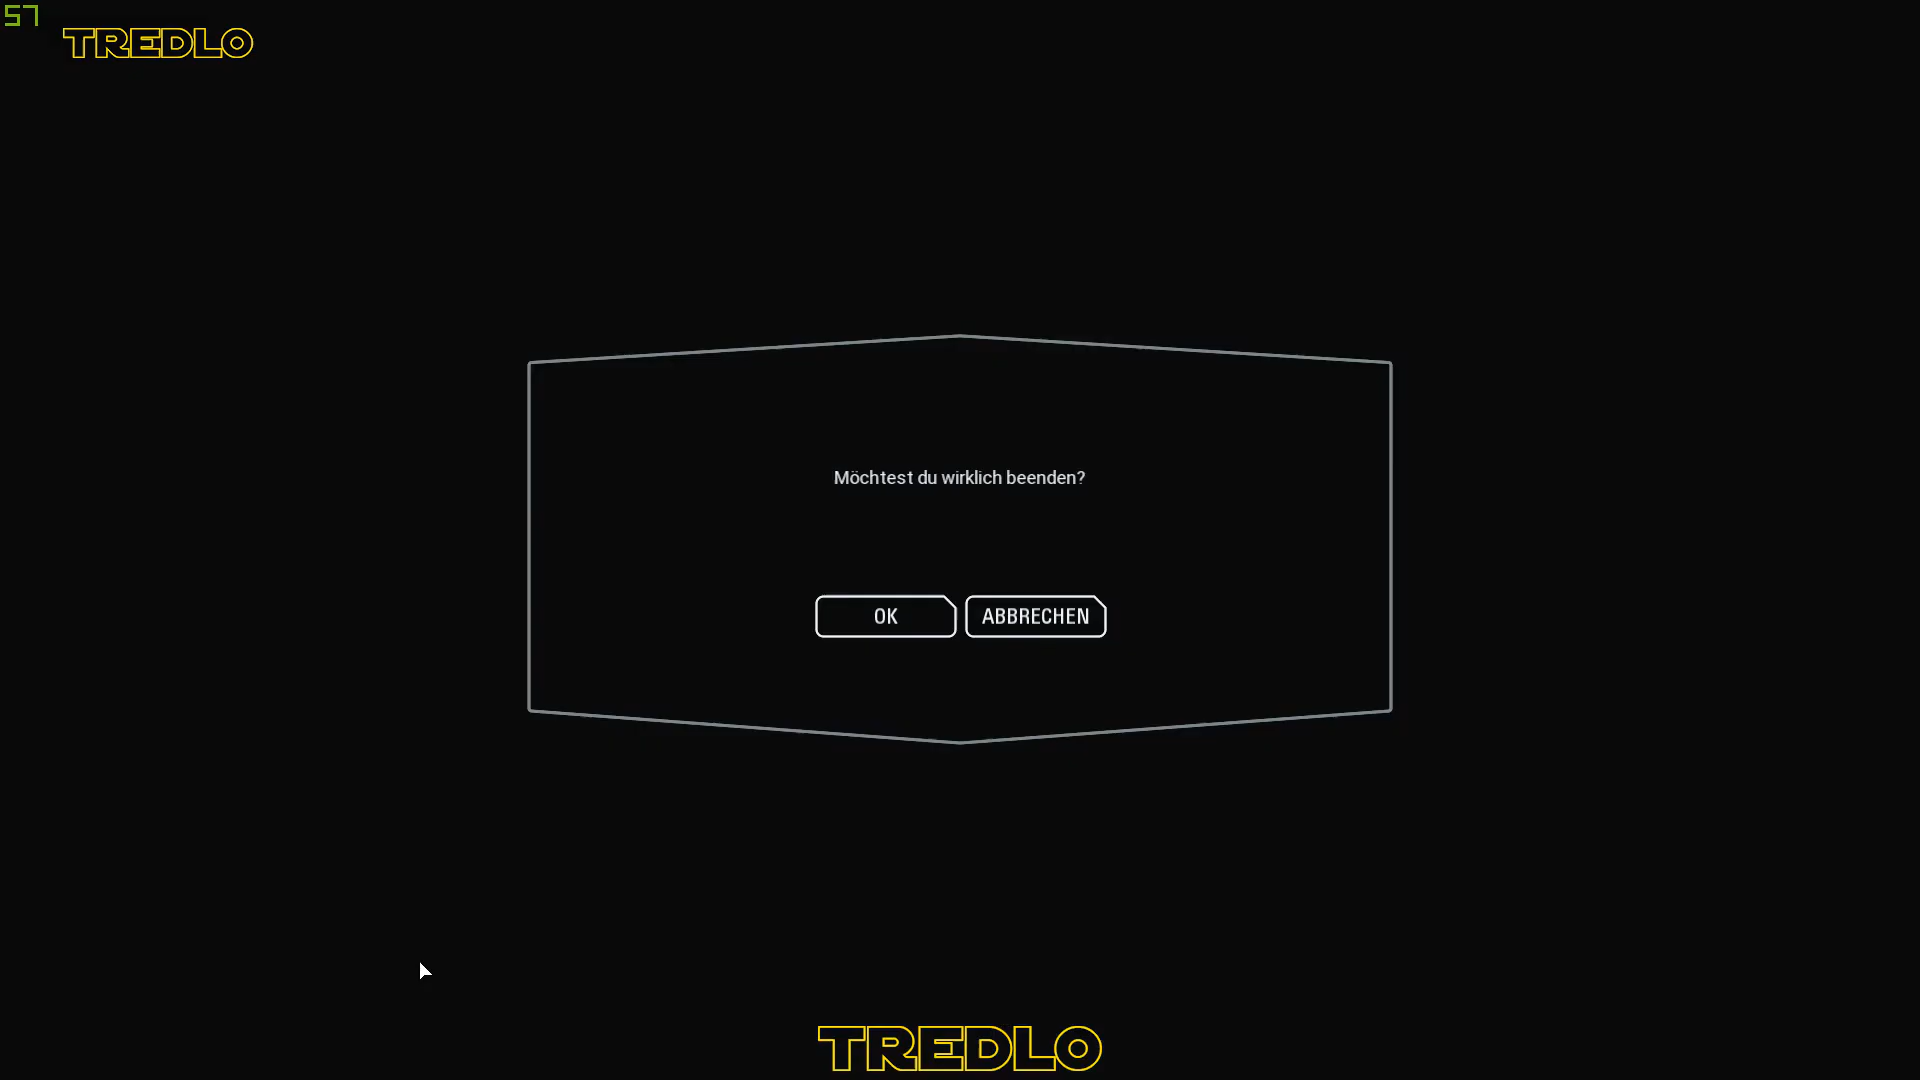 57
TREDLO
Möchtest du wirklich beenden?
OK
ABBRECHEN
TREDLO